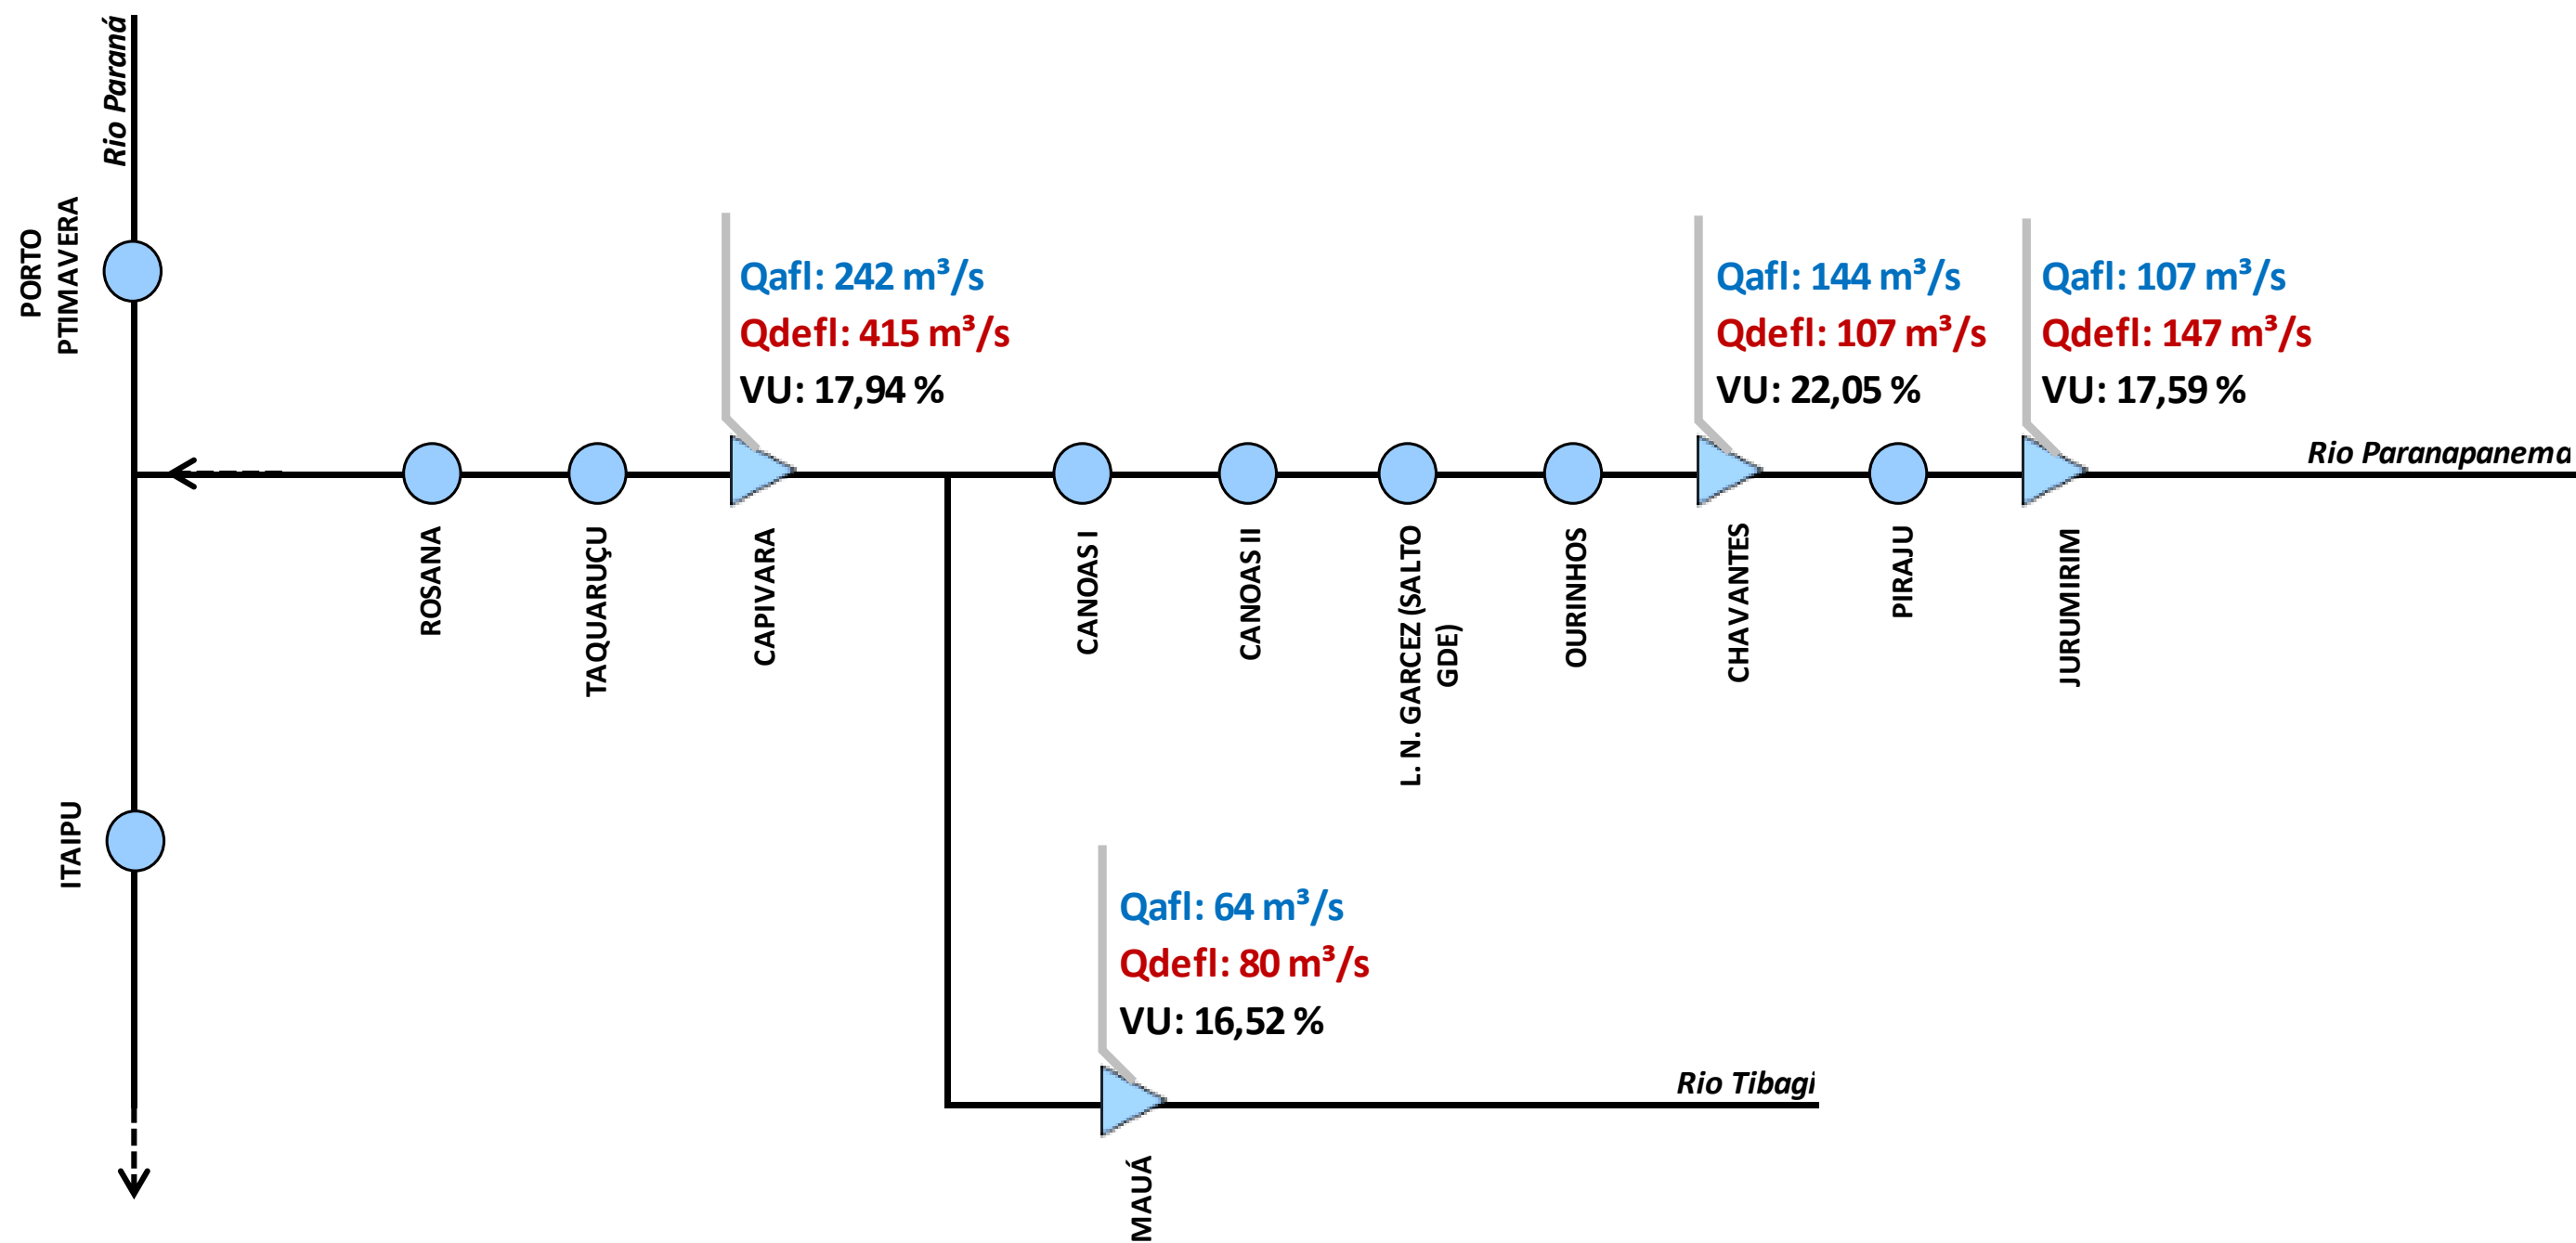 Rio Paraná
PORTO
PTIMAVERA
Qafl: 242 m³/s
Qdefl: 415 m³/s
VU: 17,94 %
Qafl: 144 m³/s
Qdefl: 107 m³/s
VU: 22,05 %
Qafl: 107 m³/s
Qdefl: 147 m³/s
VU: 17,59 %
Rio Paranapanema
ROSANA
TAQUARUÇU
CAPIVARA
CANOAS I
CANOAS II
L. N. GARCEZ (SALTO
GDE)
OURINHOS
CHAVANTES
PIRAJU
JURUMIRIM
ITAIPU
Qafl: 64 m³/s
Qdefl: 80 m³/s
VU: 16,52 %
Rio Tibagi
MAUÁ